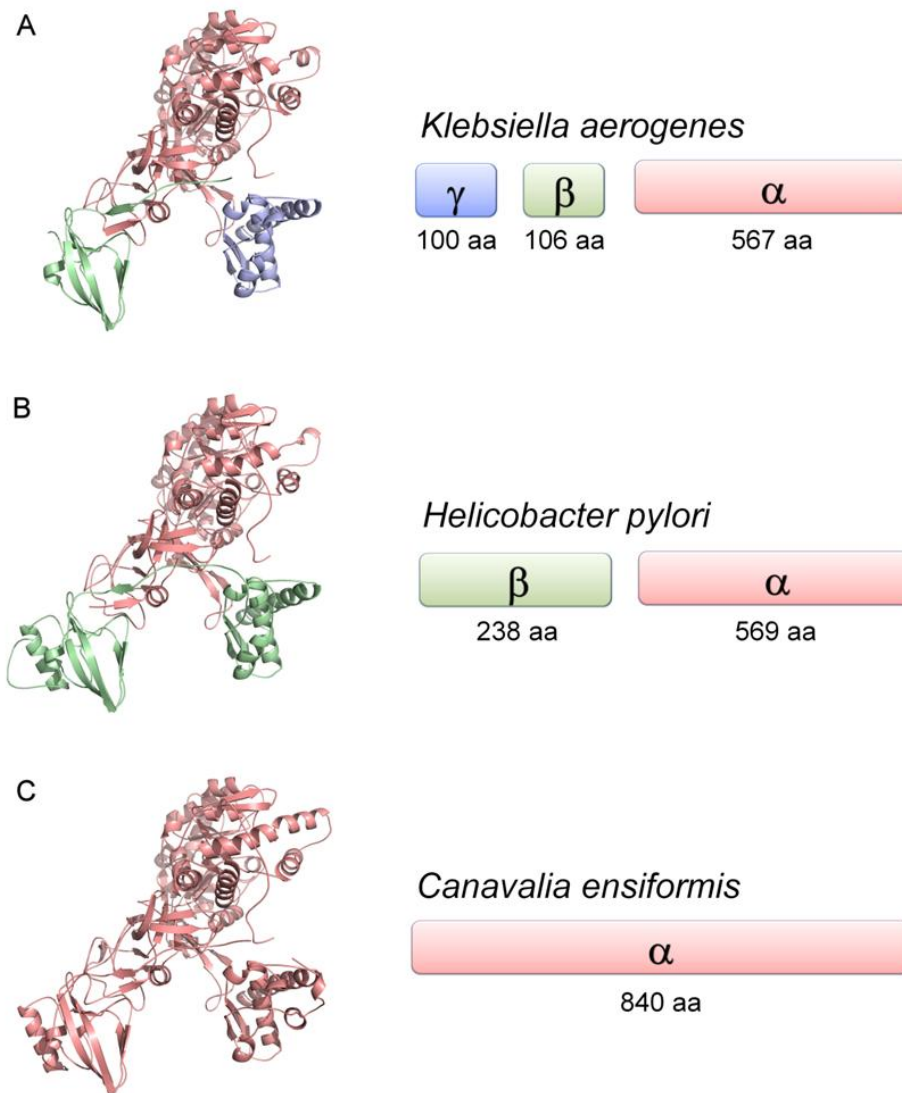 A
Klebsiella aerogenes
γ β α
100 aa 106 aa 567 aa
B
Helicobacter pylori
β α
238 aa 569 aa
C
Canavalia ensiformis
α
840 aa